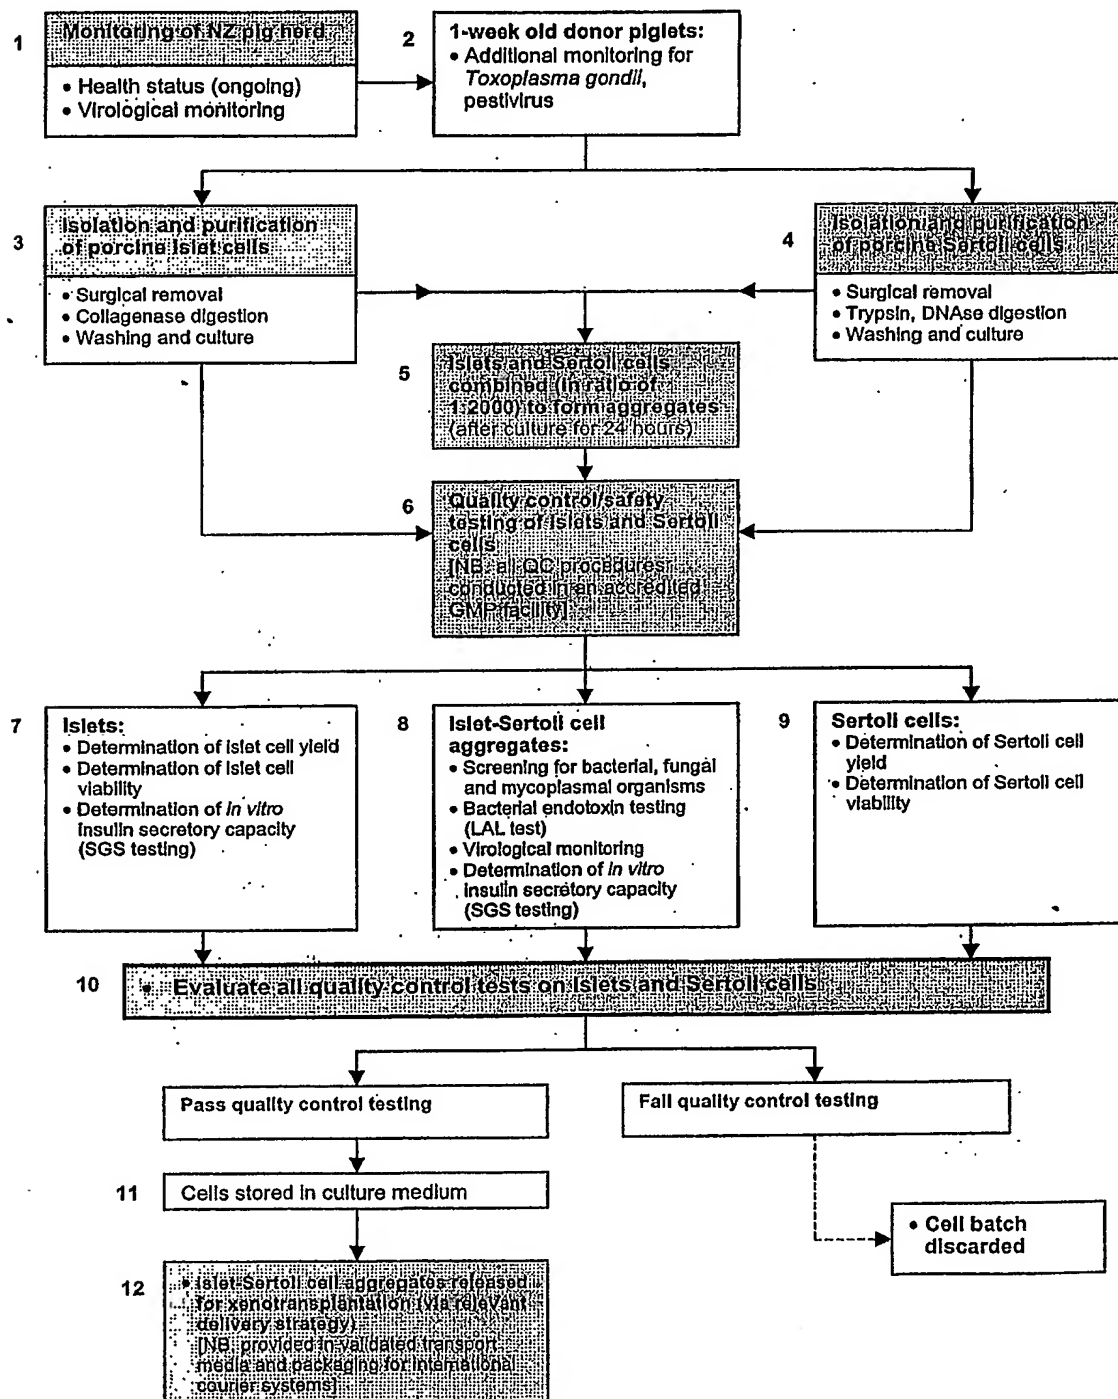 1
Monitoring of NZ pig herd
• Health status (ongoing)
• Virological monitoring
2
1-week old donor piglets:
• Additional monitoring for
Toxoplasma gondii,
pestivirus
3
Isolation and purification
of porcine islet cells
• Surgical removal
• Collagenase digestion
• Washing and culture
4
Isolation and purification
of porcine Sertoli cells
• Surgical removal
• Trypsin, DNAse digestion
• Washing and culture
5
Islets and Sertoli cells
combined (in ratio of
1:2000) to form aggregates
(after culture for 24 hours)
6
Quality control/safety
testing of Islets and Sertoli
cells
[NB: all QC procedures
conducted in an accredited
GMP facility]
7
Islets:
• Determination of islet cell yield
• Determination of islet cell
viability
• Determination of in vitro
insulin secretory capacity
(SGS testing)
8
Islet-Sertoli cell
aggregates:
• Screening for bacterial, fungal
and mycoplasmal organisms
• Bacterial endotoxin testing
(LAL test)
• Virological monitoring
• Determination of in vitro
insulin secretory capacity
(SGS testing)
9
Sertoli cells:
• Determination of Sertoli cell
yield
• Determination of Sertoli cell
viability
10
• Evaluate all quality control tests on Islets and Sertoli cells
Pass quality control testing
Fail quality control testing
11
Cells stored in culture medium
• Cell batch
discarded
12
• Islet-Sertoli cell aggregates released
for xenotransplantation (via relevant
delivery strategy)
[NB: provided in validated transport
media and packaging for international
courier systems]